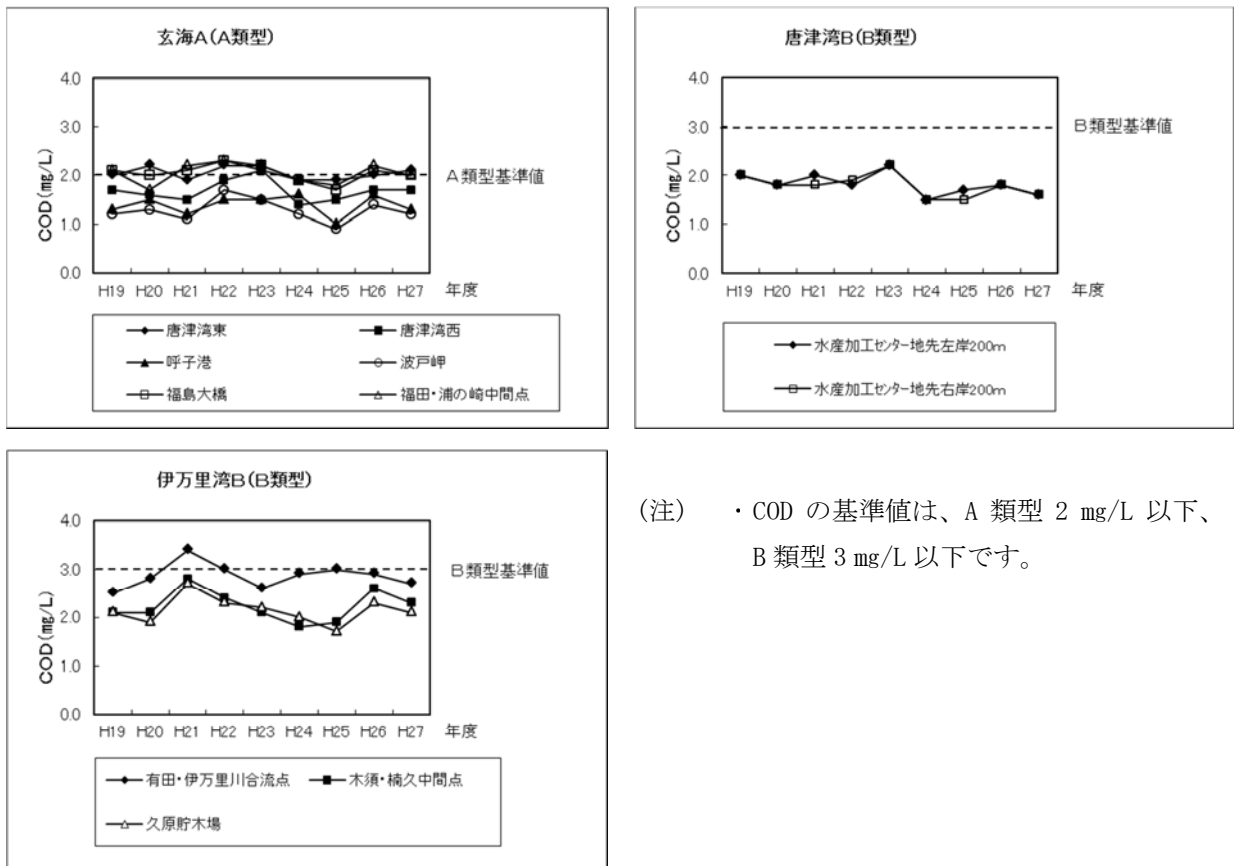 玄海A(A類型)
COD(mg/L)
4.0
3.0
2.0
1.0
0.0
A類型基準値
H19 H20 H21 H22 H23 H24 H25 H26 H27 年度
唐津湾東 唐津湾西
呼子港 波戸岬
福島大橋 福田・浦の崎中間点
唐津湾B(B類型)
COD(mg/L)
4.0
3.0
2.0
1.0
0.0
B類型基準値
H19 H20 H21 H22 H23 H24 H25 H26 H27 年度
水産加工センター地先左岸200m
水産加工センター地先右岸200m
伊万里湾B(B類型)
COD(mg/L)
4.0
3.0
2.0
1.0
0.0
B類型基準値
H19 H20 H21 H22 H23 H24 H25 H26 H27 年度
有田・伊万里川合流点 木須・楠久中間点
久原貯木場
(注) ・COD の基準値は、A 類型 2 mg/L 以下、
B 類型 3 mg/L 以下です。